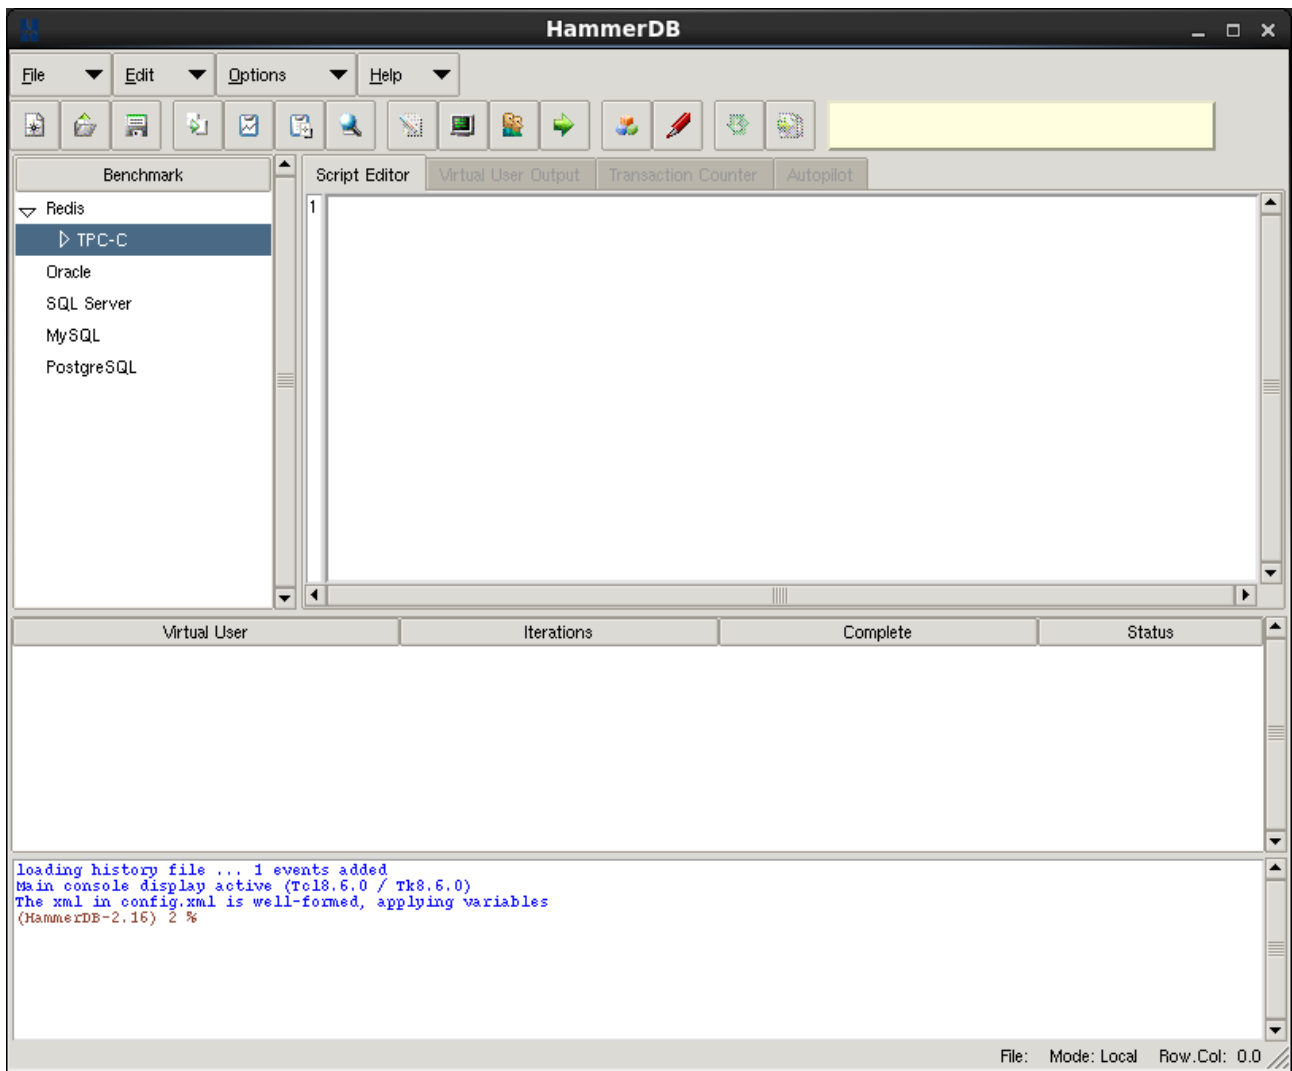 HammerDB
File Edit Options Help
Benchmark
Redis
TPC-C
Oracle
SQL Server
MySQL
PostgreSQL
Script Editor Virtual User Output Transaction Counter Autopilot
1
Virtual User Iterations Complete Status
loading history file ... 1 events added
Main console display active (Tcl8.6.0 / Tk8.6.0)
The xml in config.xml is well-formed, applying variables
(HammerDB-2.16) 2 %
File: Mode: Local Row.Col: 0.0